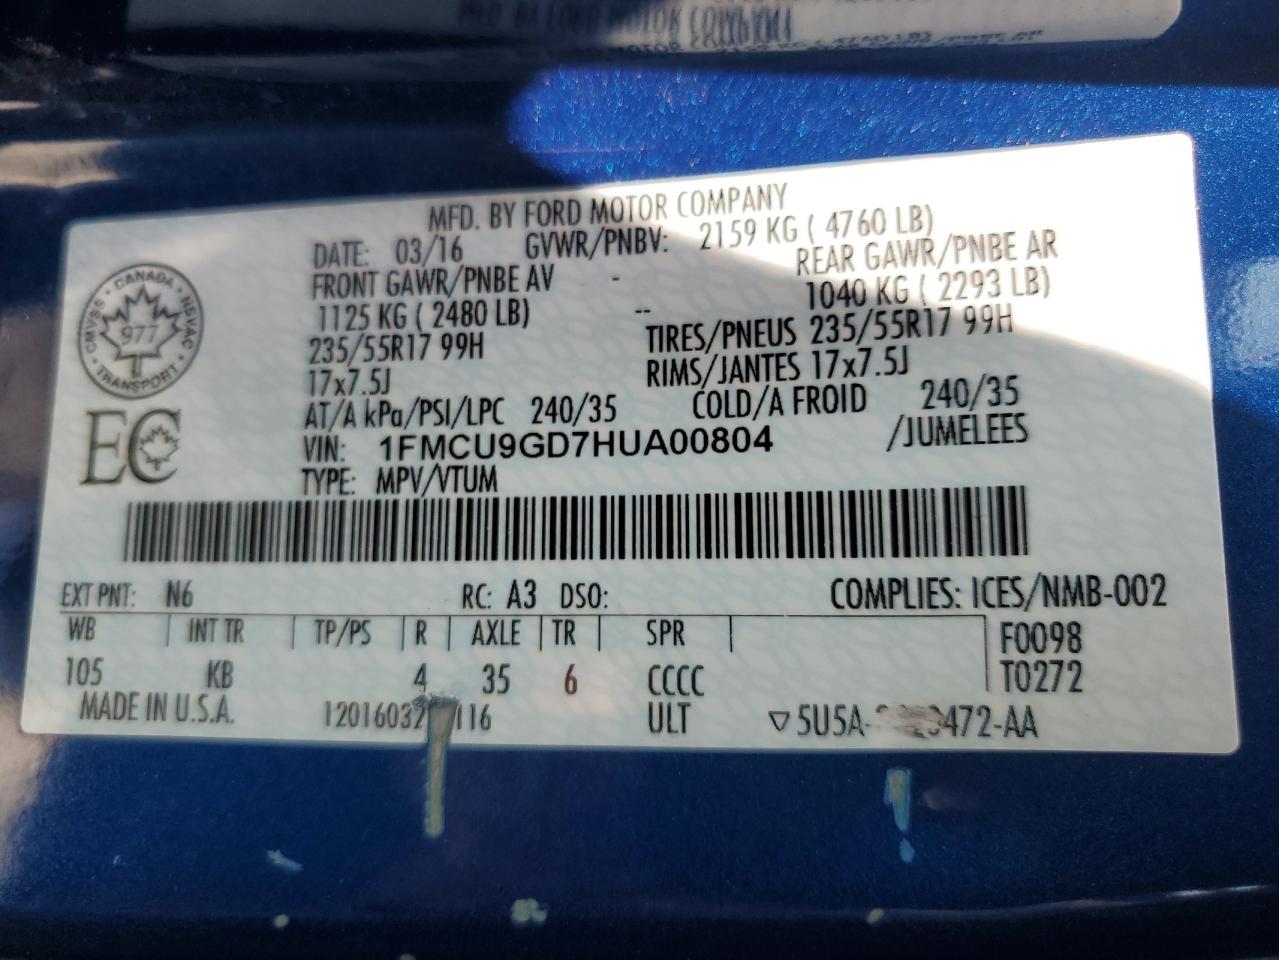 MFD. BY FORD MOTOR COMPANY
DATE: 03/16 GVWR/PNBV: 2159 KG ( 4760 LB)
FRONT GAWR/PNBE AV - REAR GAWR/PNBE AR
1125 KG ( 2480 LB) -- 1040 KG ( 2293 LB)
235/55R17 99H TIRES/PNEUS 235/55R17 99H
17x7.5J RIMS/JANTES 17x7.5J
AT/A kPa/PSI/LPC 240/35 COLD/A FROID 240/35
VIN: 1FMCU9GD7HUA00804 /JUMELEES
TYPE: MPV/VTUM
CANADA
CMVSS NSVAC
977
TRANSPORT
EC
EXT PNT: N6 RC: A3 DSO: COMPLIES: ICES/NMB-002
WB INT TR TP/PS R AXLE TR SPR F0098
105 KB 4 35 6 CCCC T0272
MADE IN U.S.A. ULT